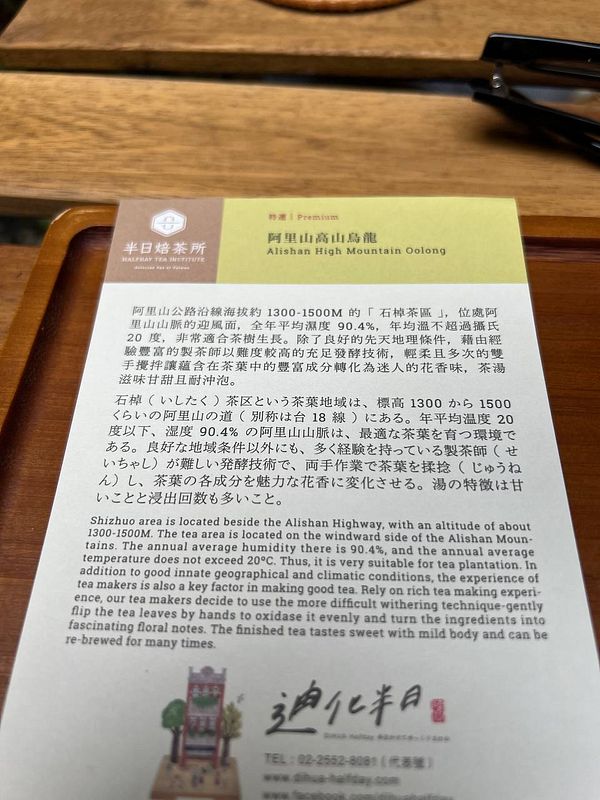 半日焙茶所
HALFDAY TEA INSTITUTE
特選｜Premium
阿里山高山烏龍
Alishan High Mountain Oolong
阿里山公路沿線海拔約 1300-1500M 的「 石棹茶區 」，位處阿
里山山脈的迎風面，全年平均濕度 90.4%，年均溫不超過攝氏
20 度，非常適合茶樹生長。除了良好的先天地理條件，藉由經
驗豐富的製茶師以難度較高的充足發酵技術，輕柔且多次的雙
手攪拌讓蘊含在茶葉中的豐富成分轉化為迷人的花香味，茶湯
滋味甘甜且耐沖泡。
石棹（ いしたく ）茶区という茶葉地域は、標高 1300 から 1500
くらいの阿里山の道（ 別称は台 18 線 ）にある。年平均温度 20
度以下、湿度 90.4% の阿里山山脈は、最適な茶葉を育つ環境で
ある。良好な地域条件以外にも、多く経験を持っている製茶師（ せ
いちゃし）が難しい発酵技術で、両手作業で茶葉を揉捻（ じゅうね
ん）し、茶葉の各成分を魅力な花香に変化させる。湯の特徴は甘
いことと浸出回数も多いこと。
Shizhuo area is located beside the Alishan Highway, with an altitude of about
1300-1500M. The tea area is located on the windward side of the Alishan Moun-
tains. The annual average humidity there is 90.4%, and the annual average
temperature does not exceed 20ºC. Thus, it is very suitable for tea plantation. In
addition to good innate geographical and climatic conditions, the experience of
tea makers is also a key factor in making good tea. Rely on rich tea making experi-
ence, our tea makers decide to use the more difficult withering technique-gently
flip the tea leaves by hands to oxidase it evenly and turn the ingredients into
fascinating floral notes. The finished tea tastes sweet with mild body and can be
re-brewed for many times.
迪化半日
TEL：02-2552-8081（代表號）
www.dihua-halfday.com
www.facebook.com/dihuahalfday